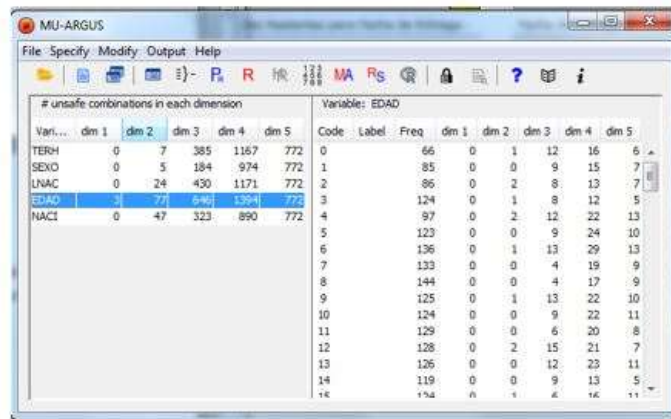 MU-ARGUS
File Specify Modify Output Help
# unsafe combinations in each dimension
Vari... dim 1 dim 2 dim 3 dim 4 dim 5
TERH 0 7 385 1167 772
SEXO 0 5 184 974 772
LNAC 0 24 430 1171 772
EDAD 3 77 646 1394 772
NACI 0 47 323 890 772
Variable: EDAD
Code Label Freq dim 1 dim 2 dim 3 dim 4 dim 5
0 66 0 1 12 16 6
1 85 0 0 9 15 7
2 86 0 2 8 13 7
3 124 0 1 8 12 5
4 97 0 2 12 22 13
5 123 0 0 9 24 10
6 136 0 1 13 29 13
7 133 0 0 4 19 9
8 144 0 0 4 17 9
9 125 0 1 13 22 10
10 124 0 0 9 22 11
11 129 0 0 6 20 8
12 128 0 2 15 21 7
13 126 0 0 12 23 11
14 119 0 0 9 13 5
15 124 0 1 6 16 11